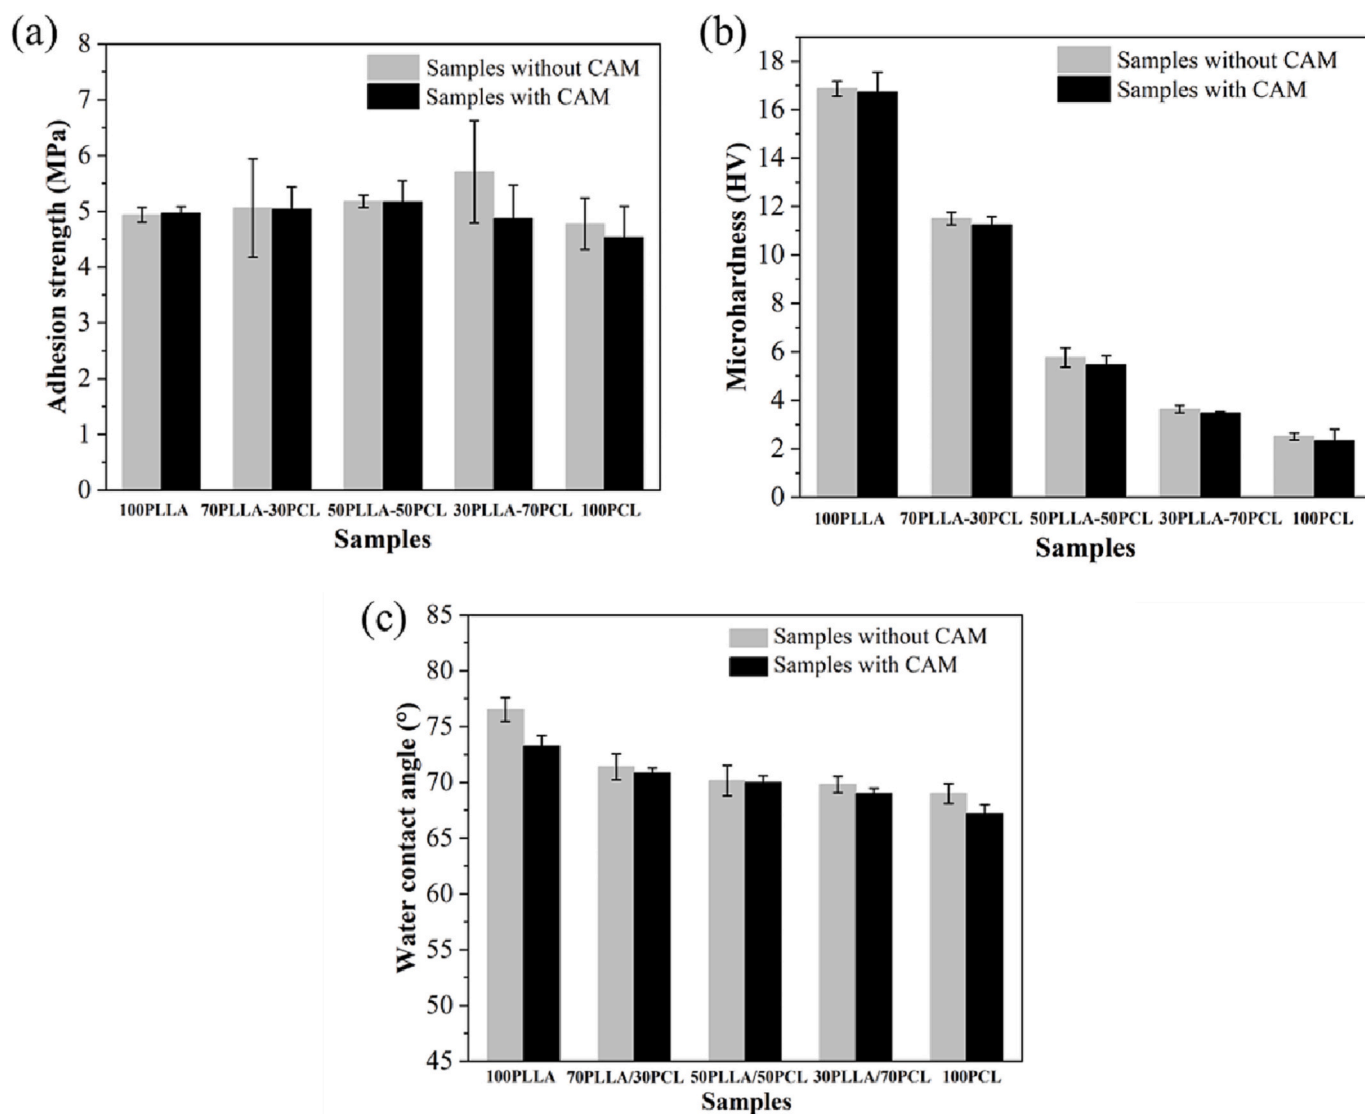 (a)
Adhesion strength (MPa)
8
7
6
5
4
3
2
1
0
Samples without CAM
Samples with CAM
100PLLA 70PLLA-30PCL 50PLLA-50PCL 30PLLA-70PCL 100PCL
Samples
(b)
Microhardness (HV)
18
16
14
12
10
8
6
4
2
0
Samples without CAM
Samples with CAM
100PLLA 70PLLA-30PCL 50PLLA-50PCL 30PLLA-70PCL 100PCL
Samples
(c)
Water contact angle (°)
85
80
75
70
65
60
55
50
45
Samples without CAM
Samples with CAM
100PLLA 70PLLA/30PCL 50PLLA/50PCL 30PLLA/70PCL 100PCL
Samples